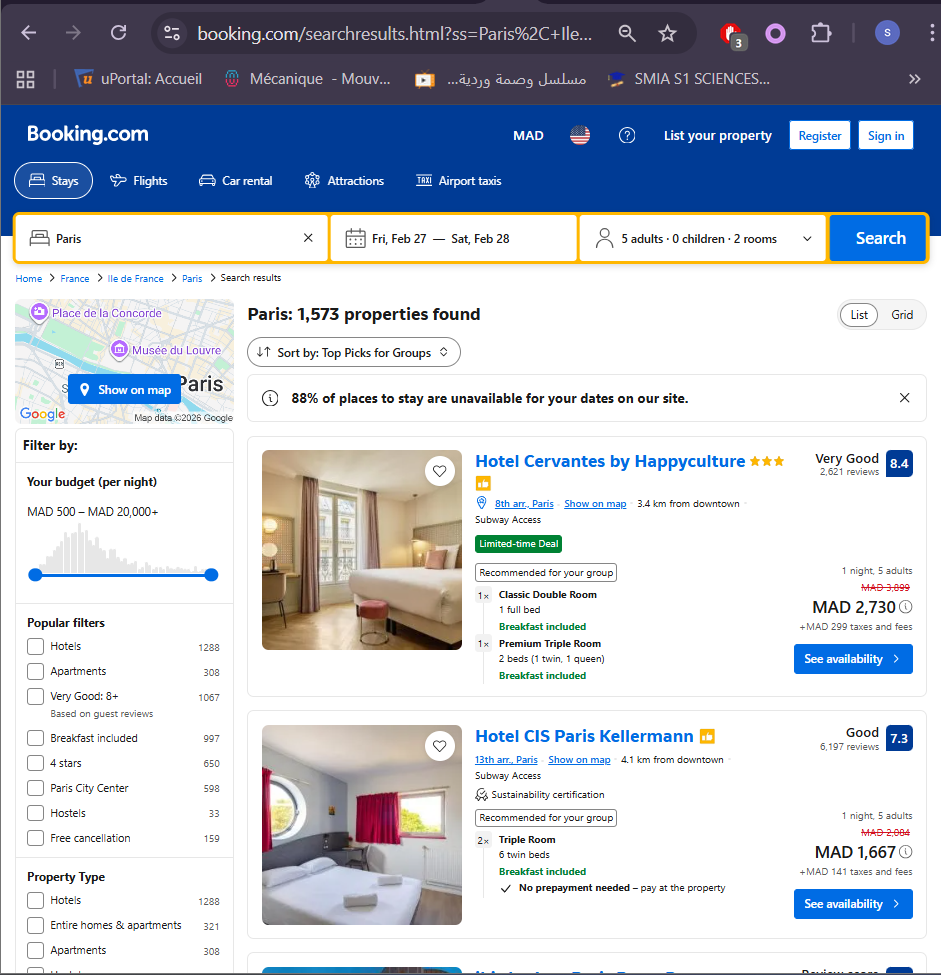 booking.com/searchresults.html?ss=Paris%2C+Ile...
3
S
uPortal: Accueil
Mécanique - Mouv...
مسلسل وصمة وردية...
SMIA S1 SCIENCES...
Booking.com
MAD
List your property
Register
Sign in
Stays
Flights
Car rental
Attractions
TAXI
Airport taxis
Paris
Fri, Feb 27 — Sat, Feb 28
5 adults · 0 children · 2 rooms
Search
Home > France > Ile de France > Paris > Search results
Place de la Concorde
Musée du Louvre
Paris
Show on map
Google
Map data ©2026 Google
Filter by:
Your budget (per night)
MAD 500 – MAD 20,000+
Popular filters
Hotels 1288
Apartments 308
Very Good: 8+ 1067
Based on guest reviews
Breakfast included 997
4 stars 650
Paris City Center 598
Hostels 33
Free cancellation 159
Property Type
Hotels 1288
Entire homes & apartments 321
Apartments 308
Paris: 1,573 properties found
List
Grid
Sort by: Top Picks for Groups
88% of places to stay are unavailable for your dates on our site.
Hotel Cervantes by Happyculture
Very Good 8.4
2,621 reviews
8th arr., Paris · Show on map · 3.4 km from downtown ·
Subway Access
Limited-time Deal
Recommended for your group
1× Classic Double Room
1 full bed
Breakfast included
1× Premium Triple Room
2 beds (1 twin, 1 queen)
Breakfast included
1 night, 5 adults
MAD 3,899
MAD 2,730
+MAD 299 taxes and fees
See availability
Hotel CIS Paris Kellermann
Good 7.3
6,197 reviews
13th arr., Paris · Show on map · 4.1 km from downtown ·
Subway Access
Sustainability certification
Recommended for your group
2× Triple Room
6 twin beds
Breakfast included
No prepayment needed – pay at the property
1 night, 5 adults
MAD 2,084
MAD 1,667
+MAD 141 taxes and fees
See availability